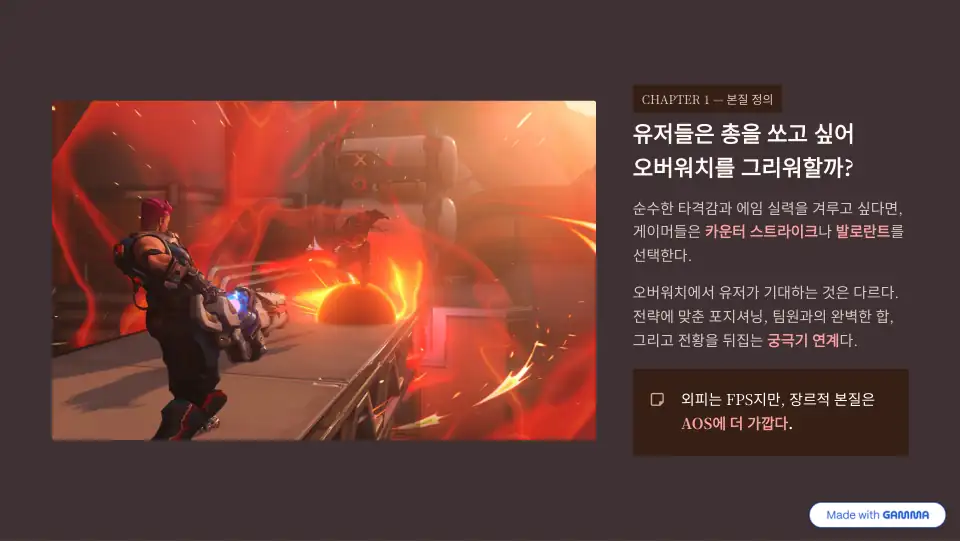 CHAPTER 1 — 본질 정의
유저들은 총을 쏘고 싶어
오버워치를 그리워할까?
순수한 타격감과 에임 실력을 겨루고 싶다면,
게이머들은 카운터 스트라이크나 발로란트를
선택한다.
오버워치에서 유저가 기대하는 것은 다르다.
전략에 맞춘 포지셔닝, 팀원과의 완벽한 합,
그리고 전황을 뒤집는 궁극기 연계다.
외피는 FPS지만, 장르적 본질은
AOS에 더 가깝다.
Made with GAMMA